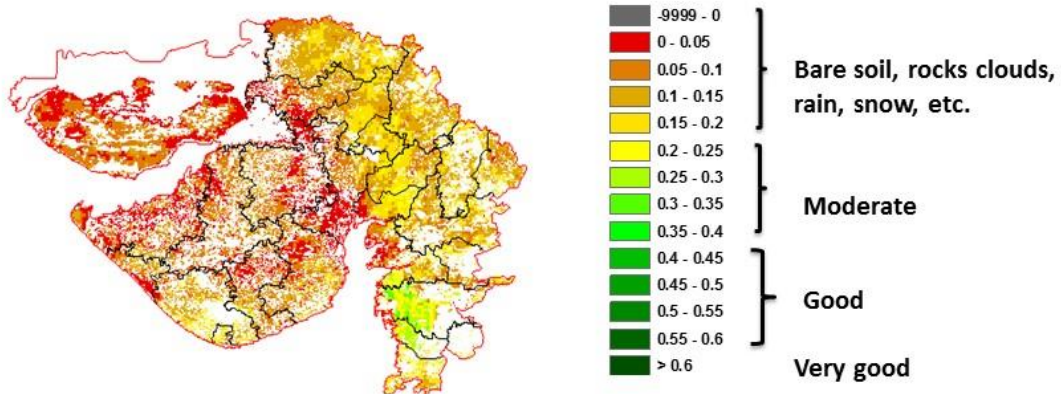 -9999 - 0
0 - 0.05
0.05 - 0.1
0.1 - 0.15
0.15 - 0.2
0.2 - 0.25
0.25 - 0.3
0.3 - 0.35
0.35 - 0.4
0.4 - 0.45
0.45 - 0.5
0.5 - 0.55
0.55 - 0.6
> 0.6
Bare soil, rocks clouds,
rain, snow, etc.
Moderate
Good
Very good